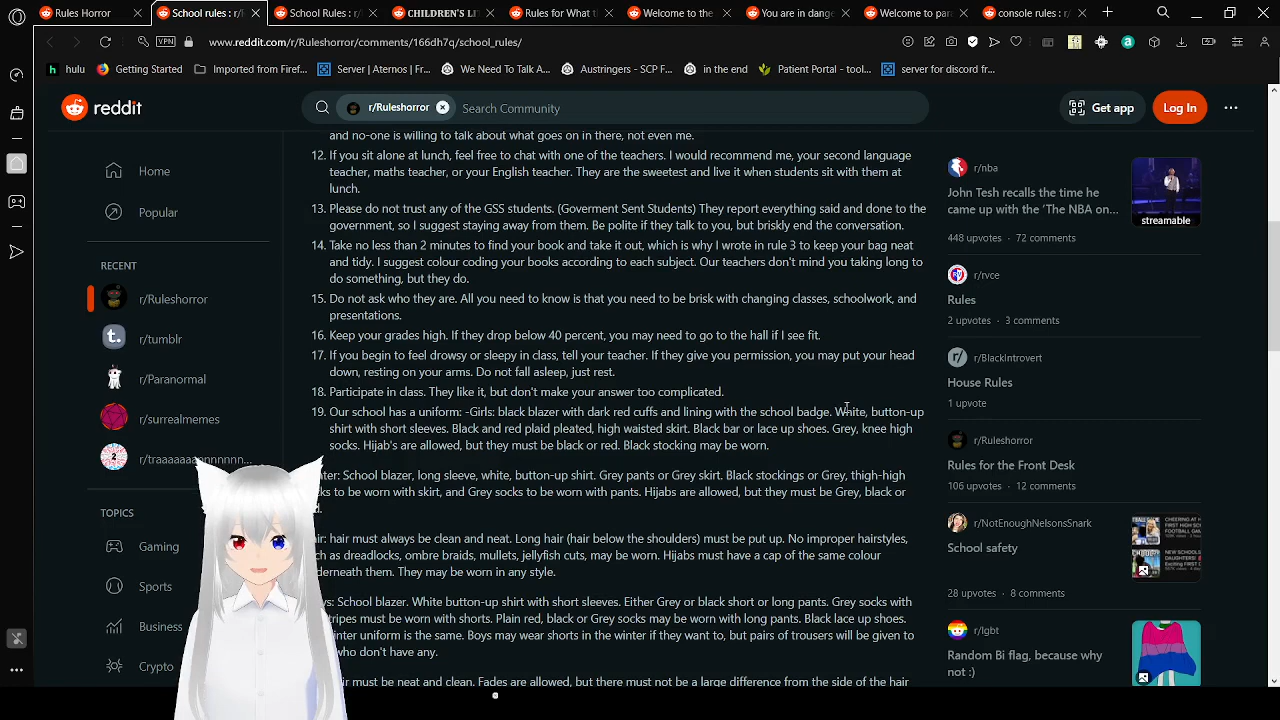 Rules Horror
School rules : r/
School Rules : r/
CHILDREN'S LI
Rules for What t
Welcome to the
You are in dang
Welcome to par
console rules : r/
VPN
www.reddit.com/r/Ruleshorror/comments/166dh7q/school_rules/
hulu
Getting Started
Imported from Firef...
Server | Aternos | Fr...
We Need To Talk A...
Austringers - SCP F...
in the end
Patient Portal - tool...
server for discord fr...
reddit
r/Ruleshorror
Search Community
Get app
Log In
Home
Popular
RECENT
r/Ruleshorror
r/tumblr
r/Paranormal
r/surrealmemes
r/traaaaaaannnnnnn...
TOPICS
Gaming
Sports
Business
Crypto
and no-one is willing to talk about what goes on in there, not even me.
12. If you sit alone at lunch, feel free to chat with one of the teachers. I would recommend me, your second language
teacher, maths teacher, or your English teacher. They are the sweetest and live it when students sit with them at
lunch.
13. Please do not trust any of the GSS students. (Goverment Sent Students) They report everything said and done to the
government, so I suggest to stay away from them. Be polite if they talk to you, but briskly end the conversation.
14. Take no less than 2 minutes to find your book and take it out, which is why I wrote in rule 3 to keep your bag neat
and tidy. I suggest colour coding your books according to each subject. Our teachers don't mind you taking long to
do something, but they do.
15. Do not ask who they are. All you need to know is that you need to be brisk with changing classes, schoolwork, and
presentations.
16. Keep your grades high. If they drop below 40 percent, you may need to go to the hall if I see fit.
17. If you begin to feel drowsy or sleepy in class, tell your teacher. If they give you permission, you may put your head
down, resting on your arms. Do not fall asleep, just rest.
18. Participate in class. They like it, but don't make your answer too complicated.
19. Our school has a uniform: -Girls: black blazer with dark red cuffs and lining with the school badge. White, button-up
shirt with short sleeves. Black and red plaid pleated, high waisted skirt. Black bar or lace up shoes. Grey, knee high
socks. Hijab's are allowed, but they must be black or red. Black stocking may be worn.
ter: School blazer, long sleeve, white, button-up shirt. Grey pants or Grey skirt. Black stockings or Grey, thigh-high
ks to be worn with skirt, and Grey socks to be worn with pants. Hijabs are allowed, but they must be Grey, black or
d.
air: hair must always be clean and neat. Long hair (hair below the shoulders) must be put up. No improper hairstyles,
h as dreadlocks, ombre braids, mullets, jellyfish cuts, may be worn. Hijabs must have a cap of the same colour
erneath them. They may be worn in any style.
ys: School blazer. White button-up shirt with short sleeves. Either Grey or black short or long pants. Grey socks with
tripes must be worn with shorts. Plain red, black or Grey socks may be worn with long pants. Black lace up shoes.
nter uniform is the same. Boys may wear shorts in the winter if they want to, but pairs of trousers will be given to
who don't have any.
ir must be neat and clean. Fades are allowed, but there must not be a large difference from the side of the hair
r/nba
John Tesh recalls the time he
came up with the 'The NBA on...
streamable
448 upvotes · 72 comments
r/rvce
Rules
2 upvotes · 3 comments
r/BlackIntrovert
House Rules
1 upvote
r/Ruleshorror
Rules for the Front Desk
106 upvotes · 12 comments
r/NotEnoughNelsonsSnark
School safety
28 upvotes · 8 comments
r/lgbt
Random Bi flag, because why
not :)